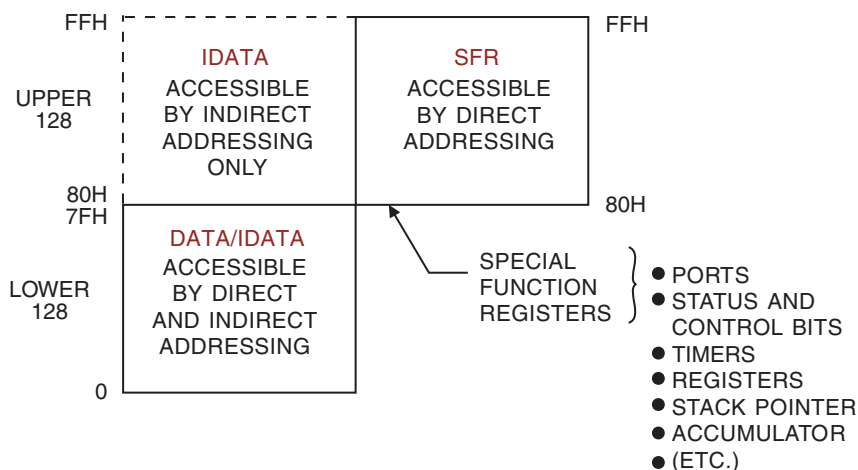 FFH
FFH
IDATA
ACCESSIBLE
BY INDIRECT
ADDRESSING
ONLY
SFR
ACCESSIBLE
BY DIRECT
ADDRESSING
UPPER
128
80H
7FH
80H
DATA/IDATA
ACCESSIBLE
BY DIRECT
AND INDIRECT
ADDRESSING
LOWER
128
0
SPECIAL
FUNCTION
REGISTERS
● PORTS
● STATUS AND
CONTROL BITS
● TIMERS
● REGISTERS
● STACK POINTER
● ACCUMULATOR
● (ETC.)